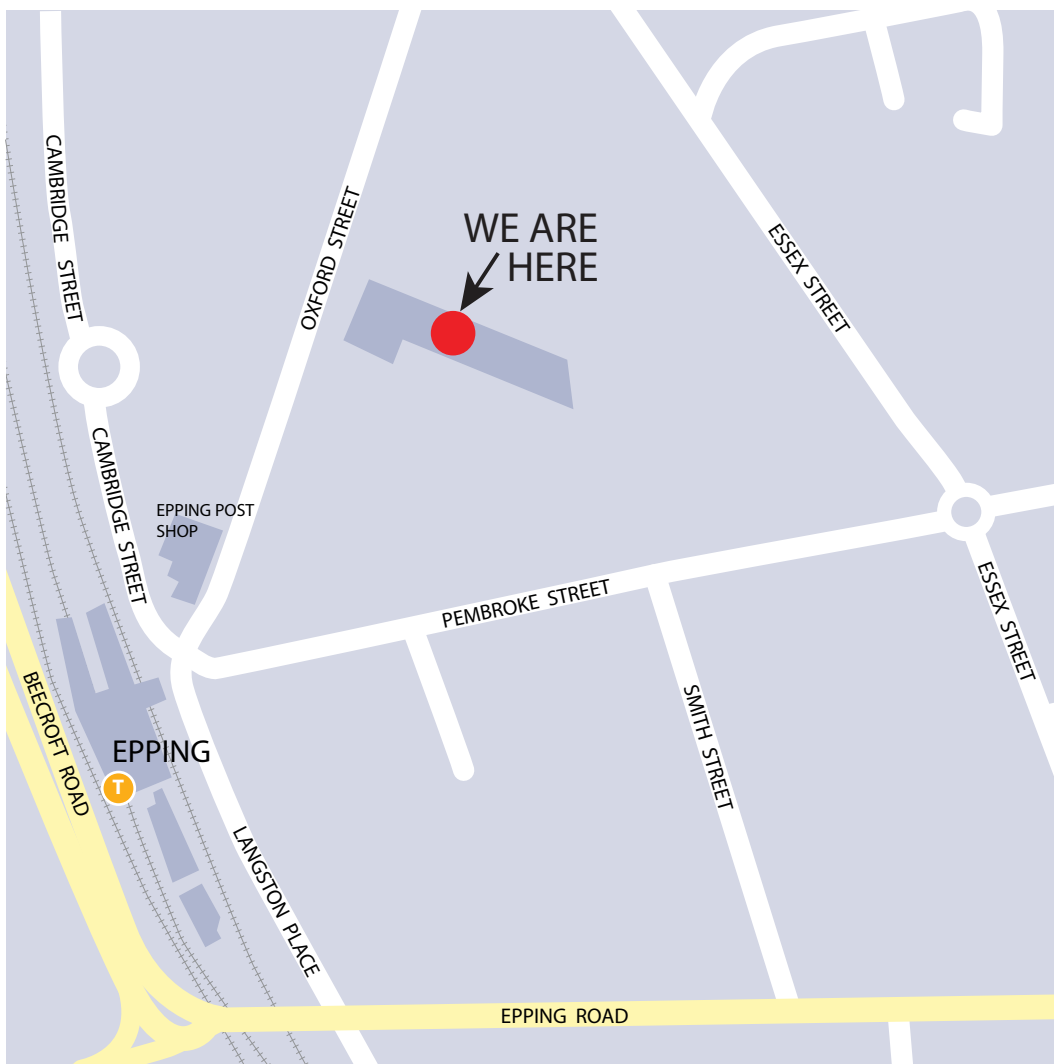 CAMBRIDGE STREET
OXFORD STREET
WE ARE
HERE
ESSEX STREET
CAMBRIDGE STREET
EPPING POST
SHOP
PEMBROKE STREET
ESSEX STREET
BEECROFT ROAD
EPPING
T
SMITH STREET
LANGSTON PLACE
EPPING ROAD